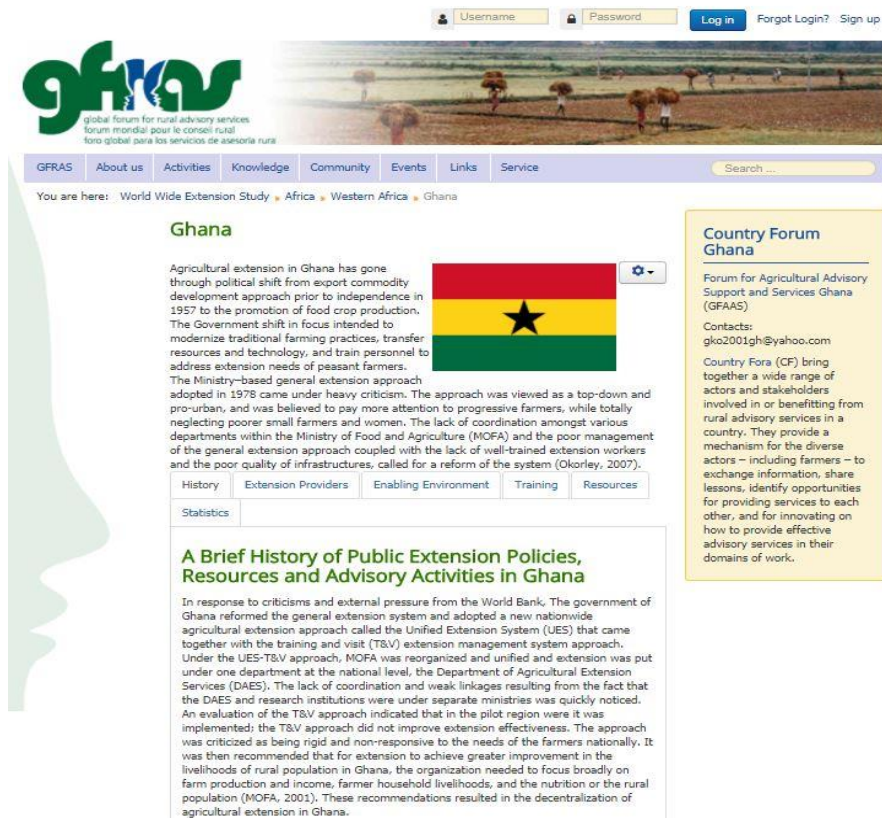 Username
Password
Log in
Forgot Login?
Sign up
gfras
global forum for rural advisory services
forum mondial pour le conseil rural
foro global para los servicios de asesoria rura
GFRAS
About us
Activities
Knowledge
Community
Events
Links
Service
Search ...
You are here: World Wide Extension Study » Africa » Western Africa » Ghana
Ghana
Agricultural extension in Ghana has gone
through political shift from export commodity
development approach prior to independence in
1957 to the promotion of food crop production.
The Government shift in focus intended to
modernize traditional farming practices, transfer
resources and technology, and train personnel to
address extension needs of peasant farmers.
The Ministry–based general extension approach
adopted in 1978 came under heavy criticism. The approach was viewed as a top-down and
pro-urban, and was believed to pay more attention to progressive farmers, while totally
neglecting poorer small farmers and women. The lack of coordination amongst various
departments within the Ministry of Food and Agriculture (MOFA) and the poor management
of the general extension approach coupled with the lack of well-trained extension workers
and the poor quality of infrastructures, called for a reform of the system (Okorley, 2007).
History
Extension Providers
Enabling Environment
Training
Resources
Statistics
A Brief History of Public Extension Policies,
Resources and Advisory Activities in Ghana
In response to criticisms and external pressure from the World Bank, The government of
Ghana reformed the general extension system and adopted a new nationwide
agricultural extension approach called the Unified Extension System (UES) that came
together with the training and visit (T&V) extension management system approach.
Under the UES-T&V approach, MOFA was reorganized and unified and extension was put
under one department at the national level, the Department of Agricultural Extension
Services (DAES). The lack of coordination and weak linkages resulting from the fact that
the DAES and research institutions were under separate ministries was quickly noticed.
An evaluation of the T&V approach indicated that in the pilot region were it was
implemented; the T&V approach did not improve extension effectiveness. The approach
was criticized as being rigid and non-responsive to the needs of the farmers nationally. It
was then recommended that for extension to achieve greater improvement in the
livelihoods of rural population in Ghana, the organization needed to focus broadly on
farm production and income, farmer household livelihoods, and the nutrition or the rural
population (MOFA, 2001). These recommendations resulted in the decentralization of
agricultural extension in Ghana.
Country Forum
Ghana
Forum for Agricultural Advisory
Support and Services Ghana
(GFAAS)
Contacts:
gko2001gh@yahoo.com
Country Fora (CF) bring
together a wide range of
actors and stakeholders
involved in or benefitting from
rural advisory services in a
country. They provide a
mechanism for the diverse
actors – including farmers – to
exchange information, share
lessons, identify opportunities
for providing services to each
other, and for innovating on
how to provide effective
advisory services in their
domains of work.